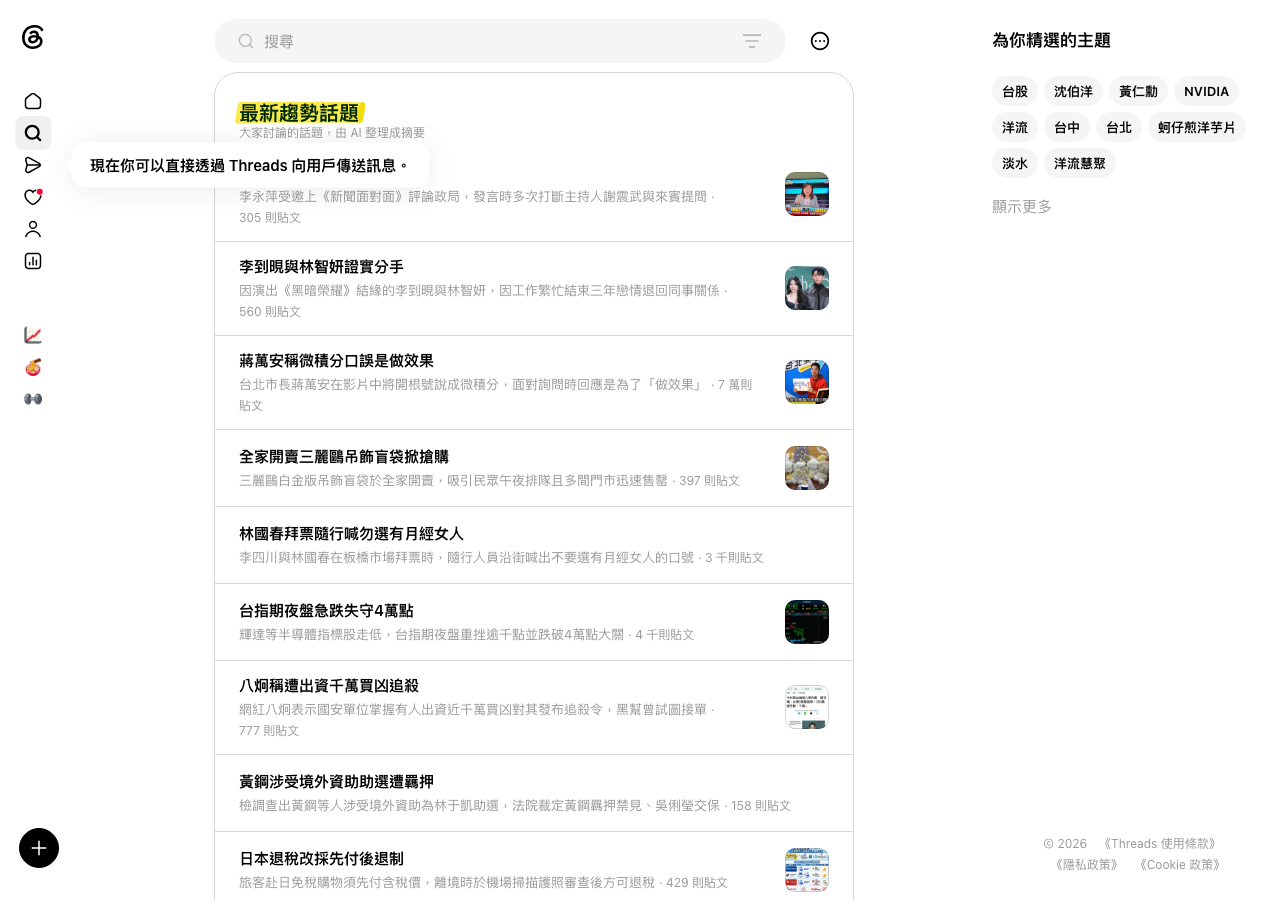 搜尋
最新趨勢話題
大家討論的話題，由 AI 整理成摘要
現在你可以直接透過 Threads 向用戶傳送訊息。
李永萍受邀上《新聞面對面》評論政局，發言時多次打斷主持人謝震武與來賓提問 ·
305 則貼文
李到晛與林智妍證實分手
因演出《黑暗榮耀》結緣的李到晛與林智妍，因工作繁忙結束三年戀情退回同事關係 ·
560 則貼文
蔣萬安稱微積分口誤是做效果
台北市長蔣萬安在影片中將開根號說成微積分，面對詢問時回應是為了「做效果」 · 7 萬則
貼文
全家開賣三麗鷗吊飾盲袋掀搶購
三麗鷗白金版吊飾盲袋於全家開賣，吸引民眾午夜排隊且多間門市迅速售罄 · 397 則貼文
林國春拜票隨行喊勿選有月經女人
李四川與林國春在板橋市場拜票時，隨行人員沿街喊出不要選有月經女人的口號 · 3 千則貼文
台指期夜盤急跌失守4萬點
輝達等半導體指標股走低，台指期夜盤重挫逾千點並跌破4萬點大關 · 4 千則貼文
八炯稱遭出資千萬買凶追殺
網紅八炯表示國安單位掌握有人出資近千萬買凶對其發布追殺令，黑幫曾試圖接單 ·
777 則貼文
黃鋼涉受境外資助助選遭羈押
檢調查出黃鋼等人涉受境外資助為林于凱助選，法院裁定黃鋼羈押禁見、吳俐瑩交保 · 158 則貼文
日本退稅改採先付後退制
旅客赴日免稅購物須先付含稅價，離境時於機場掃描護照審查後方可退稅 · 429 則貼文
為你精選的主題
台股 沈伯洋 黃仁勳 NVIDIA
洋流 台中 台北 蚵仔煎洋芋片
淡水 洋流慧聚
顯示更多
© 2026 《Threads 使用條款》
《隱私政策》 《Cookie 政策》